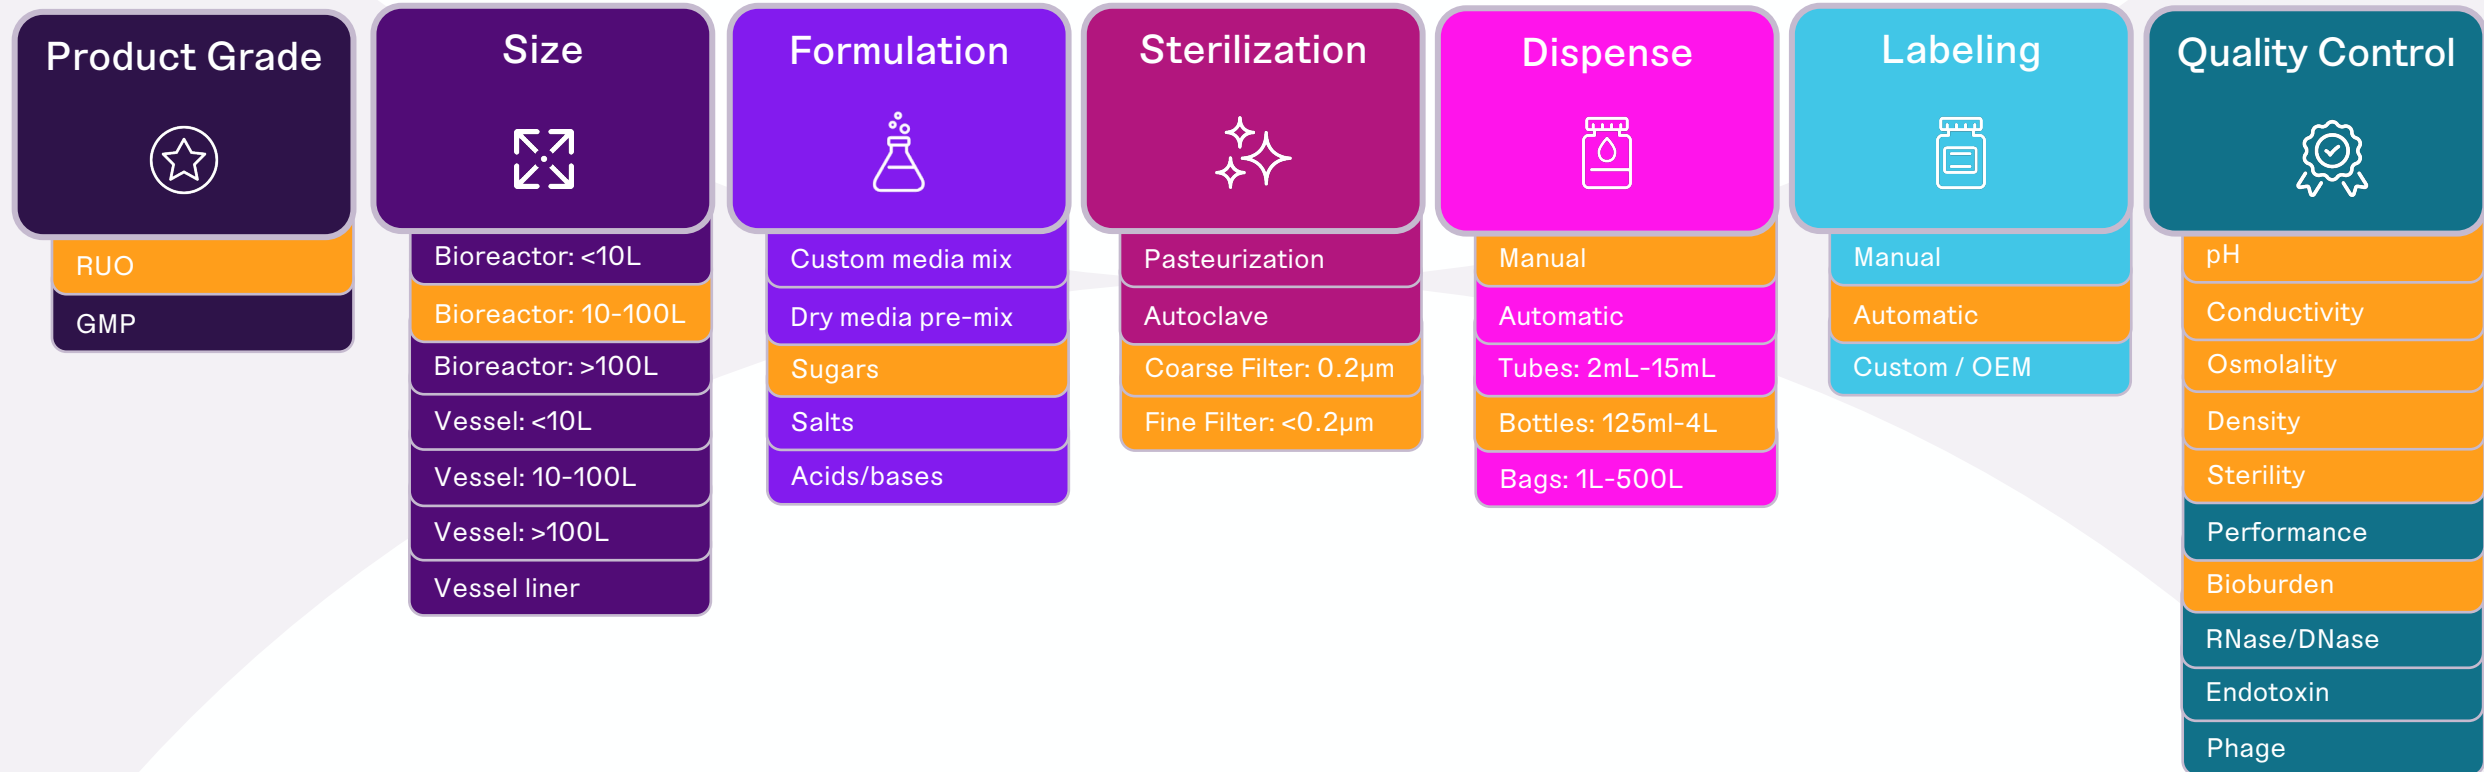 Product Grade
RUO
GMP
Size
Bioreactor: <10L
Bioreactor: 10-100L
Bioreactor: >100L
Vessel: <10L
Vessel: 10-100L
Vessel: >100L
Vessel liner
Formulation
Custom media mix
Dry media pre-mix
Sugars
Salts
Acids/bases
Sterilization
Pasteurization
Autoclave
Coarse Filter: 0.2µm
Fine Filter: <0.2µm
Dispense
Manual
Automatic
Tubes: 2mL-15mL
Bottles: 125ml-4L
Bags: 1L-500L
Labeling
Manual
Automatic
Custom / OEM
Quality Control
pH
Conductivity
Osmolality
Density
Sterility
Performance
Bioburden
RNase/DNase
Endotoxin
Phage